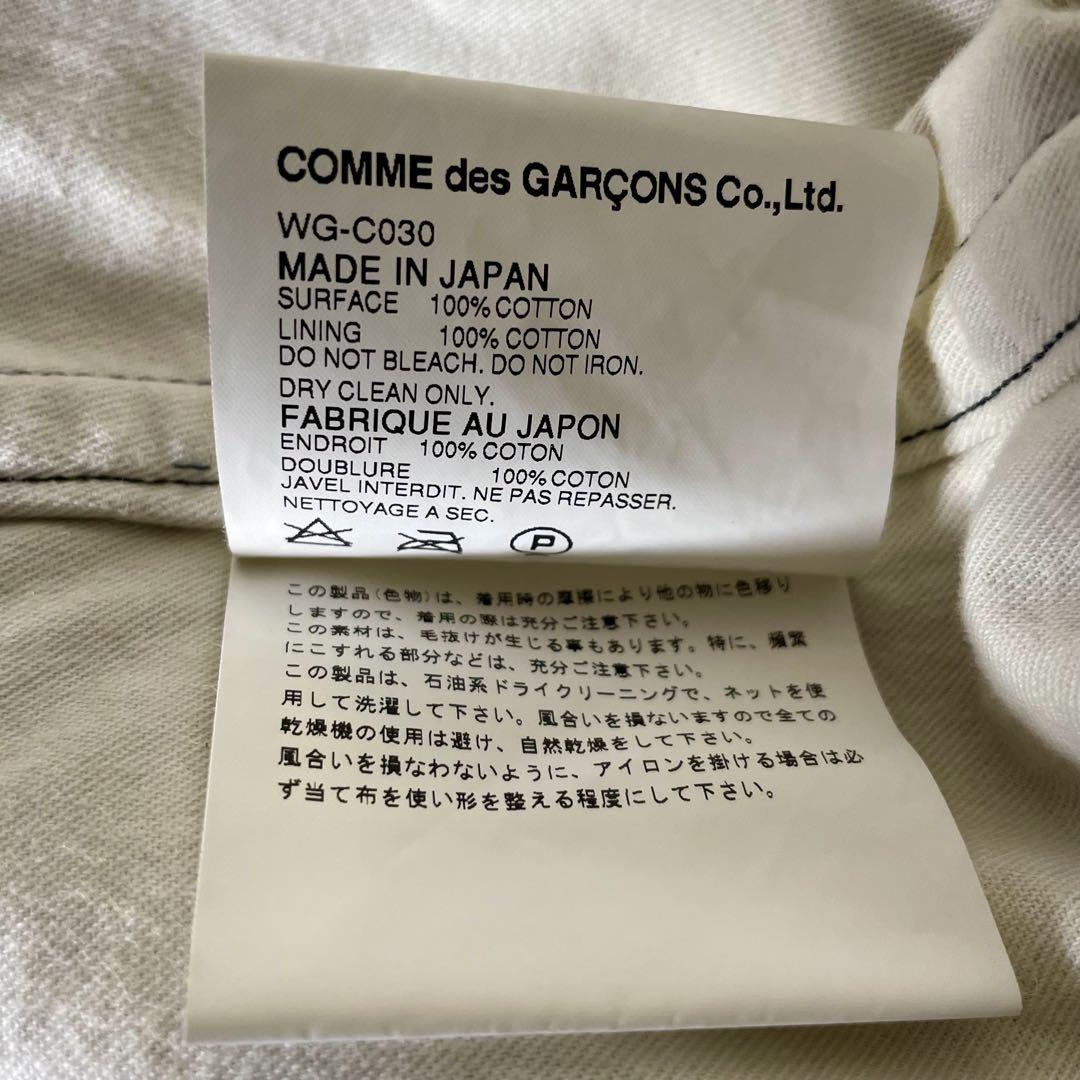 COMME des GARÇONS Co.,Ltd.
WG-C030
MADE IN JAPAN
SURFACE 100% COTTON
LINING 100% COTTON
DO NOT BLEACH. DO NOT IRON.
DRY CLEAN ONLY.
FABRIQUE AU JAPON
ENDROIT 100% COTON
DOUBLURE 100% COTON
JAVEL INTERDIT. NE PAS REPASSER.
NETTOYAGE A SEC.
P
この製品(色物)は、着用時の摩擦により他の物に色移り
しますので、着用の際は充分ご注意下さい。
この素材は、毛抜けが生じる事もあります。特に、頻繁
にこすれる部分などは、充分ご注意下さい。
この製品は、石油系ドライクリーニングで、ネットを使
用して洗濯して下さい。風合いを損ないますので全ての
乾燥機の使用は避け、自然乾燥をして下さい。
風合いを損なわないように、アイロンを掛ける場合は必
ず当て布を使い形を整える程度にして下さい。